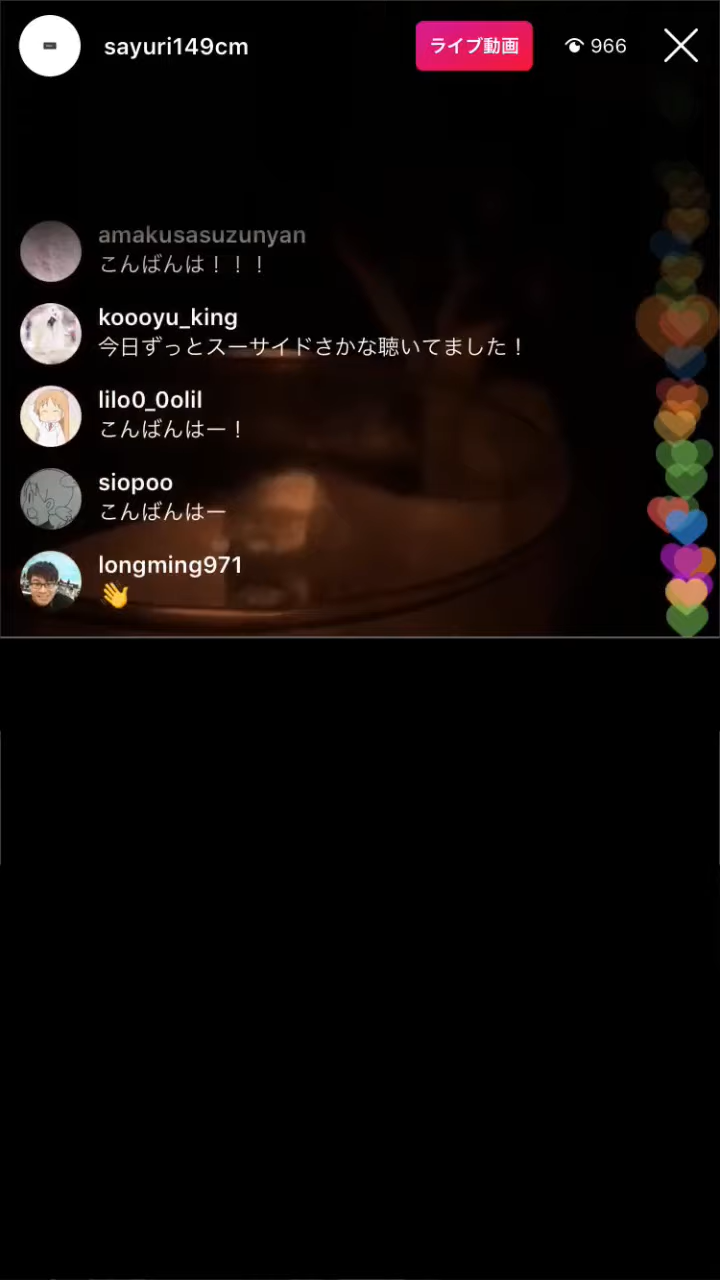 sayuri149cm
ライブ動画
966
amakusasuzunyan
こんばんは！！！
koooyu_king
今日ずっとスーサイドさかな聴いてました！
lilo0_0olil
こんばんはー！
siopoo
こんばんはー
longming971
👋